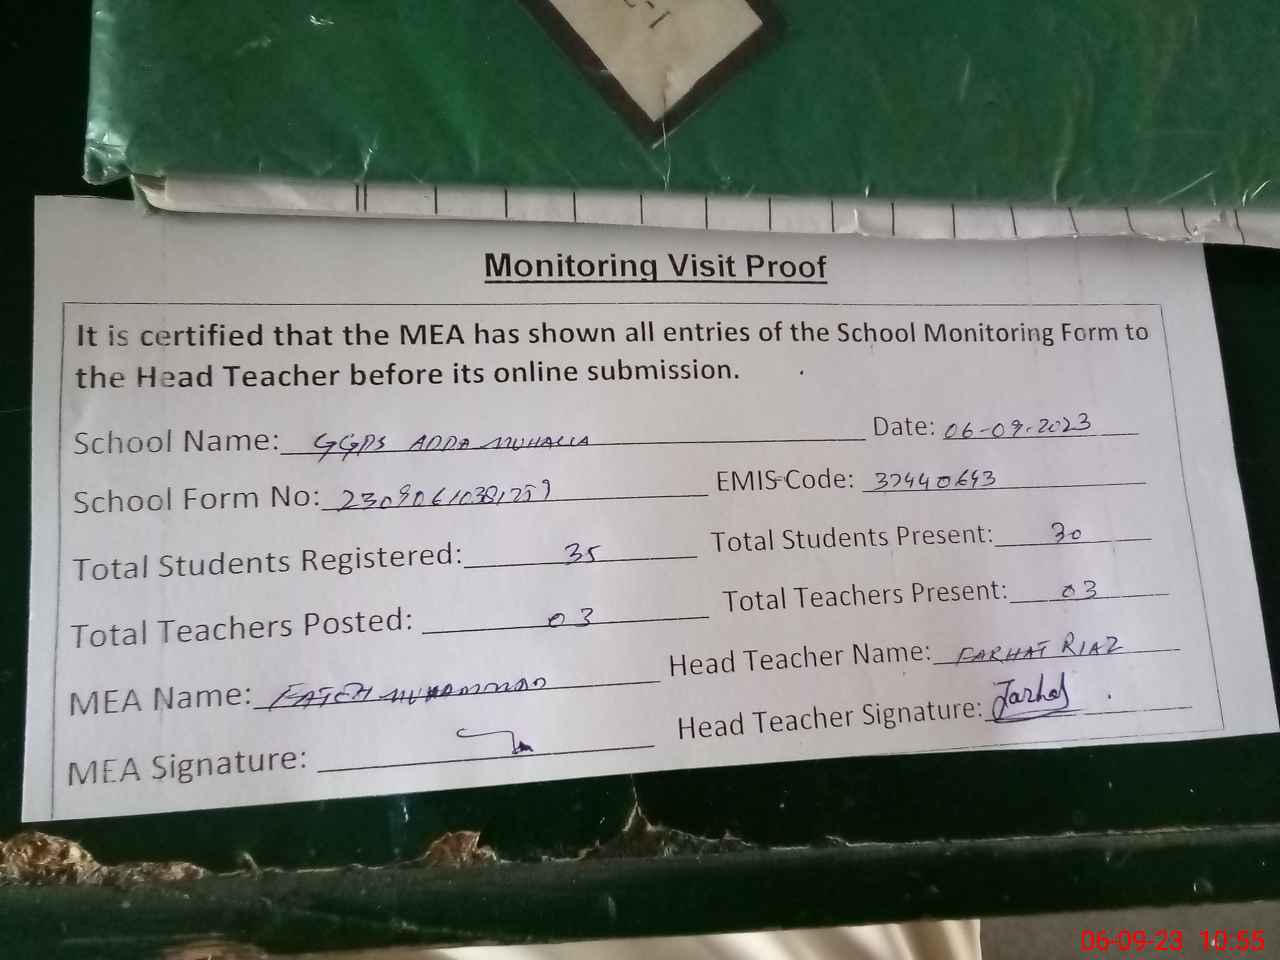 Monitoring Visit Proof
It is certified that the MEA has shown all entries of the School Monitoring Form to
the Head Teacher before its online submission.
School Name: GGPS ADDA MUHALLA Date: 06-09-2023
School Form No: EMIS-Code: 37440643
Total Students Registered: 35 Total Students Present: 30
Total Teachers Posted: 03 Total Teachers Present: 03
MEA Name: FATEH MUHAMMAD Head Teacher Name: FARHAT RIAZ
MEA Signature: Head Teacher Signature: Farhat
06-09-23 10:55